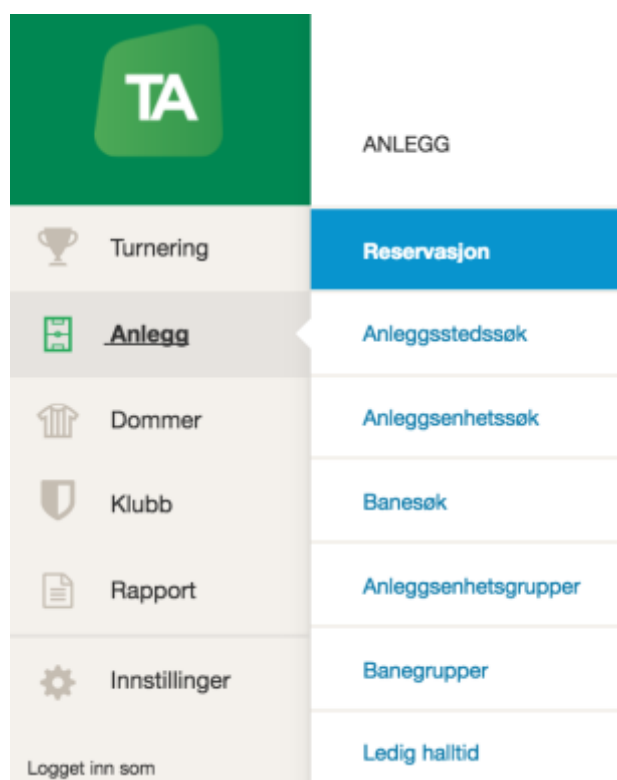 TA
Turnering
Anlegg
Dommer
Klubb
Rapport
Innstillinger
Logget inn som
ANLEGG
Reservasjon
Anleggsstedssøk
Anleggsenhetssøk
Banesøk
Anleggsenhetsgrupper
Banegrupper
Ledig halltid